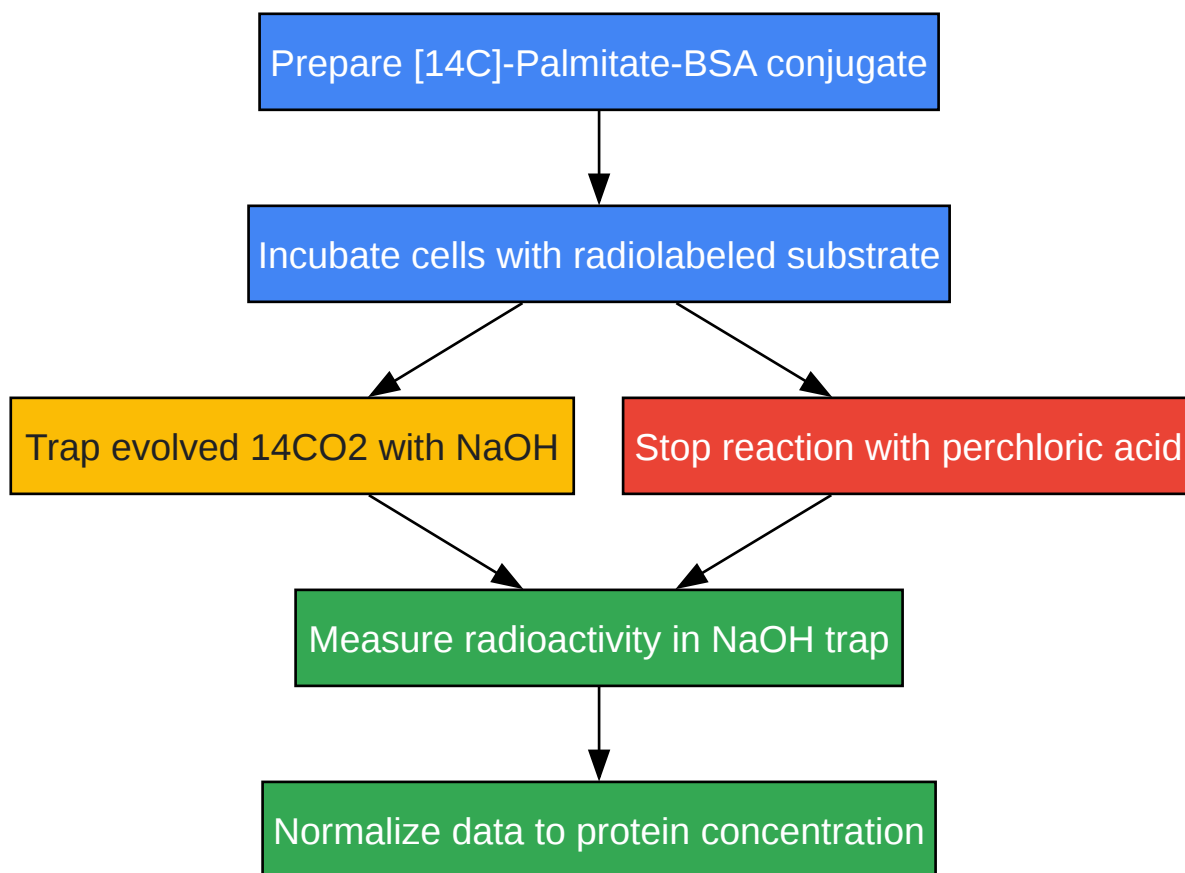 Prepare [14C]-Palmitate-BSA conjugate
Incubate cells with radiolabeled substrate
Trap evolved 14CO2 with NaOH
Stop reaction with perchloric acid
Measure radioactivity in NaOH trap
Normalize data to protein concentration